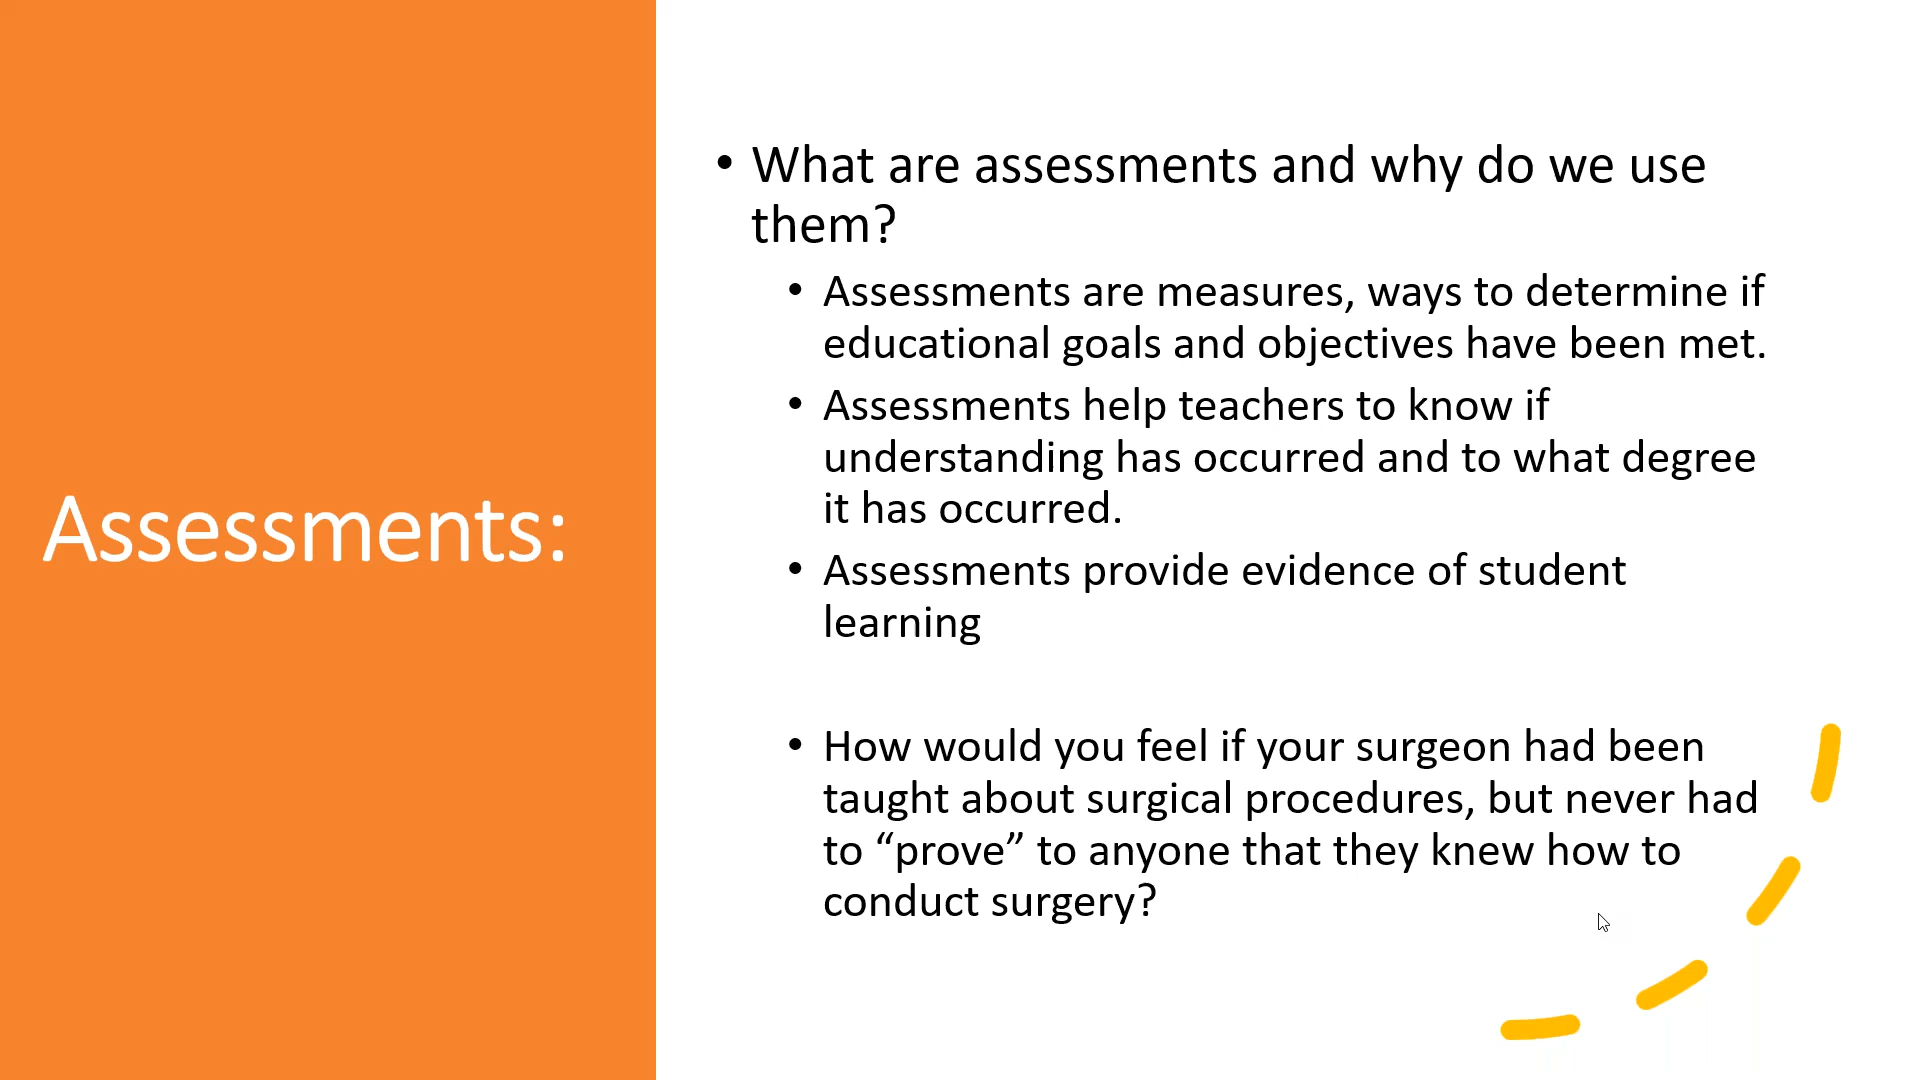 Assessments:
• What are assessments and why do we use
them?
• Assessments are measures, ways to determine if
educational goals and objectives have been met.
• Assessments help teachers to know if
understanding has occurred and to what degree
it has occurred.
• Assessments provide evidence of student
learning
• How would you feel if your surgeon had been
taught about surgical procedures, but never had
to “prove” to anyone that they knew how to
conduct surgery?